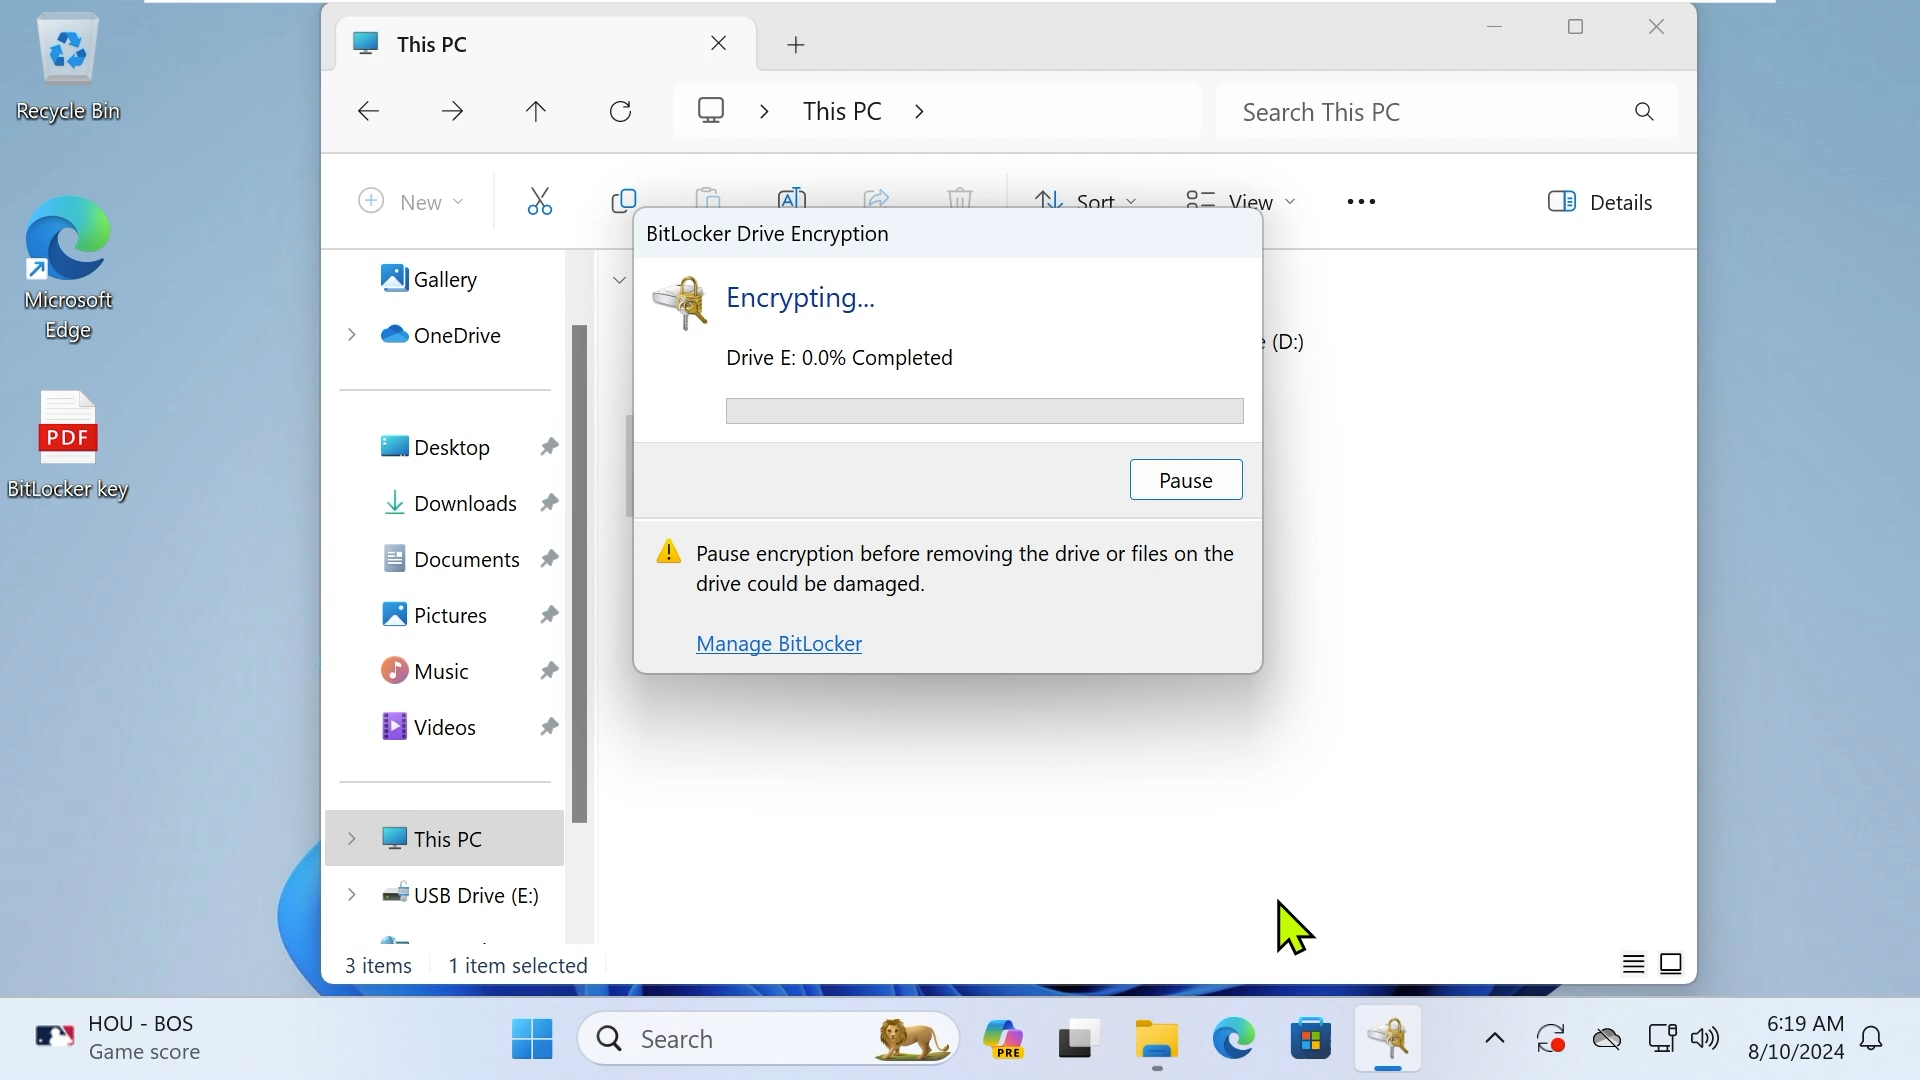 Recycle Bin
Microsoft
Edge
PDF
BitLocker key
This PC
This PC
Search This PC
New
Sort
View
Details
Gallery
OneDrive
Desktop
Downloads
Documents
Pictures
Music
Videos
This PC
USB Drive (E:)
3 items
1 item selected
e (D:)
BitLocker Drive Encryption
Encrypting...
Drive E: 0.0% Completed
Pause
Pause encryption before removing the drive or files on the
drive could be damaged.
Manage BitLocker
HOU - BOS
Game score
Search
PRE
6:19 AM
8/10/2024